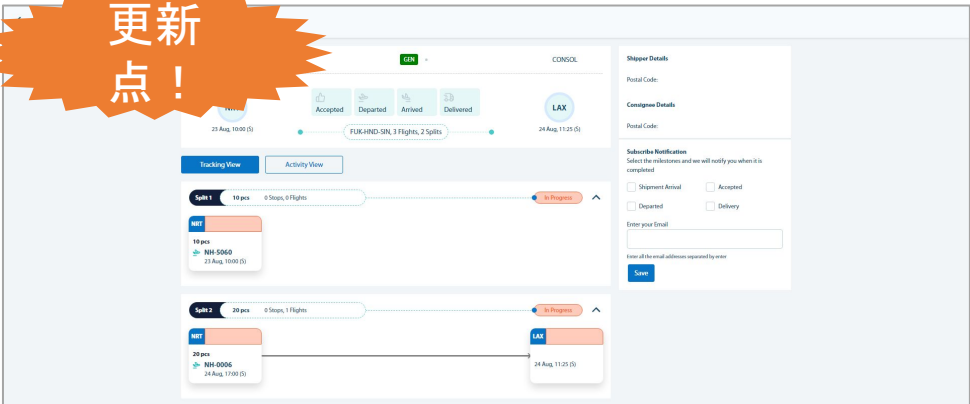 更新
点！
GEN
CONSOL
Accepted
Departed
Arrived
Delivered
LAX
23 Aug, 10:00 (S)
FUK-HND-SIN, 3 Flights, 2 Splits
24 Aug, 11:25 (S)
Tracking View
Activity View
Split 1
10 pcs
0 Stops, 0 Flights
In Progress
NRT
10 pcs
NH-5060
23 Aug, 10:00 (S)
Split 2
20 pcs
0 Stops, 1 Flights
In Progress
NRT
20 pcs
NH-0006
24 Aug, 17:00 (S)
LAX
24 Aug, 11:25 (S)
Shipper Details
Postal Code:
Consignee Details
Postal Code:
Subscribe Notification
Select the milestones and we will notify you when it is
completed
Shipment Arrival
Accepted
Departed
Delivery
Enter your Email
Enter all the email addresses separated by enter
Save